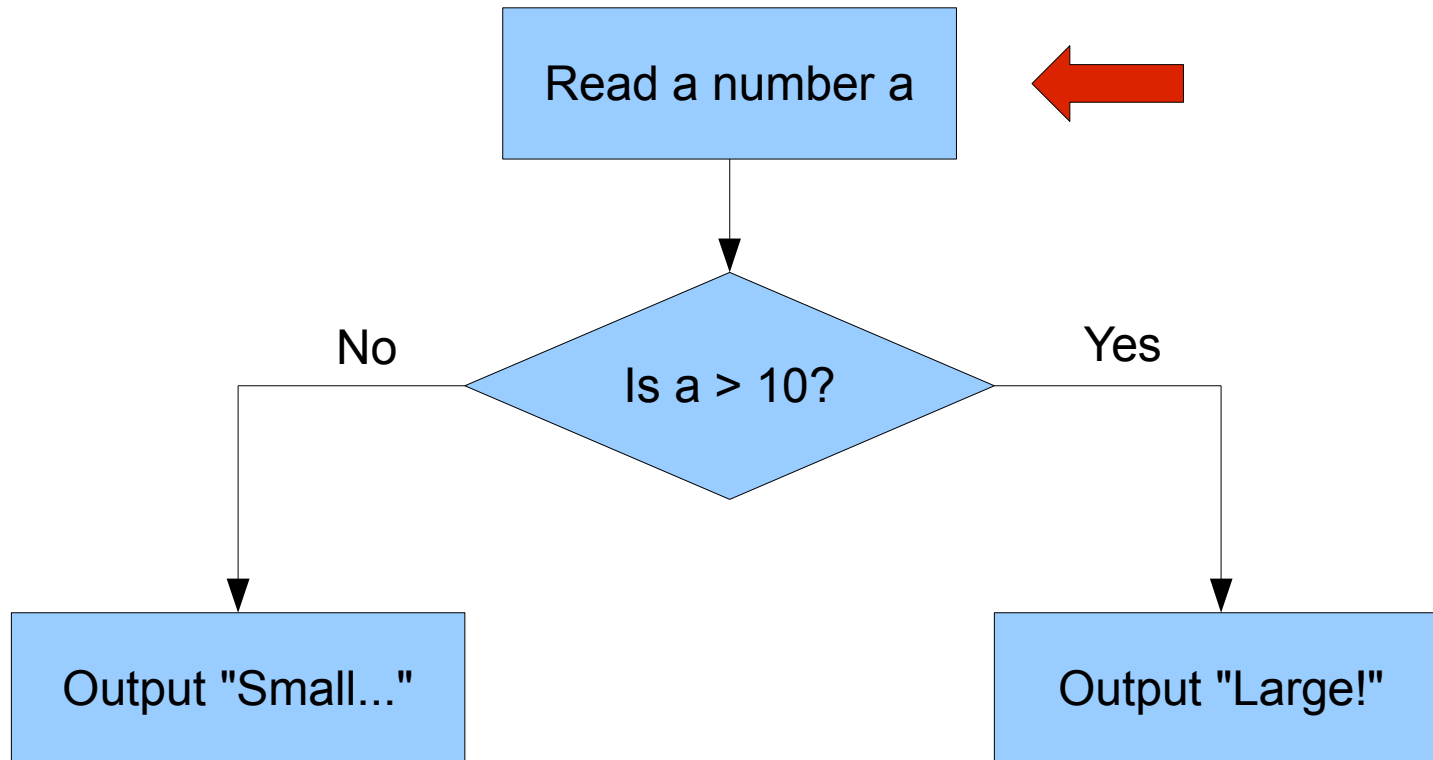 Read a number a
No
Yes
Is a > 10?
Output "Small..."
Output "Large!"